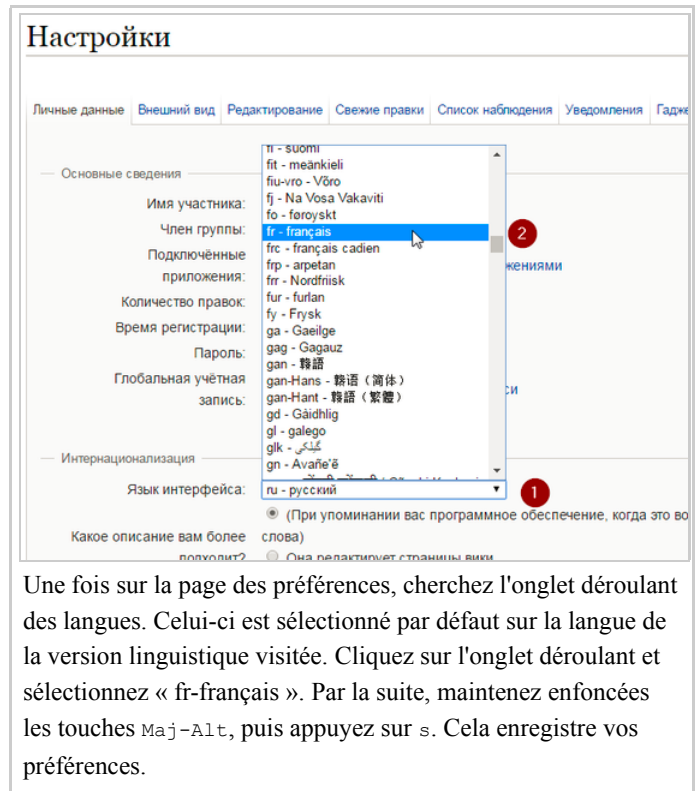 Настройки
Личные данные Внешний вид Редактирование Свежие правки Список наблюдения Уведомления Гадже
Основные сведения
Имя участника:
Член группы:
Подключённые
приложения:
жениями
Количество правок:
Время регистрации:
Пароль:
Глобальная учётная
запись:
си
fi - suomi
fit - meänkieli
fiu-vro - Võro
fj - Na Vosa Vakaviti
fo - føroyskt
fr - français
2
frc - français cadien
frp - arpetan
frr - Nordfriisk
fur - furlan
fy - Frysk
ga - Gaeilge
gag - Gagauz
gan - 贛語
gan-Hans - 赣语（简体）
gan-Hant - 贛語（繁體）
gd - Gàidhlig
gl - galego
glk - گیلکی
gn - Avañe'ẽ
Интернационализация
Язык интерфейса: ru - русский
1
(При упоминании вас программное обеспечение, когда это во
Какое описание вам более слова)
подходит? Она редактирует страницы вики
Une fois sur la page des préférences, cherchez l'onglet déroulant
des langues. Celui-ci est sélectionné par défaut sur la langue de
la version linguistique visitée. Cliquez sur l'onglet déroulant et
sélectionnez « fr-français ». Par la suite, maintenez enfoncées
les touches Maj-Alt, puis appuyez sur s. Cela enregistre vos
préférences.